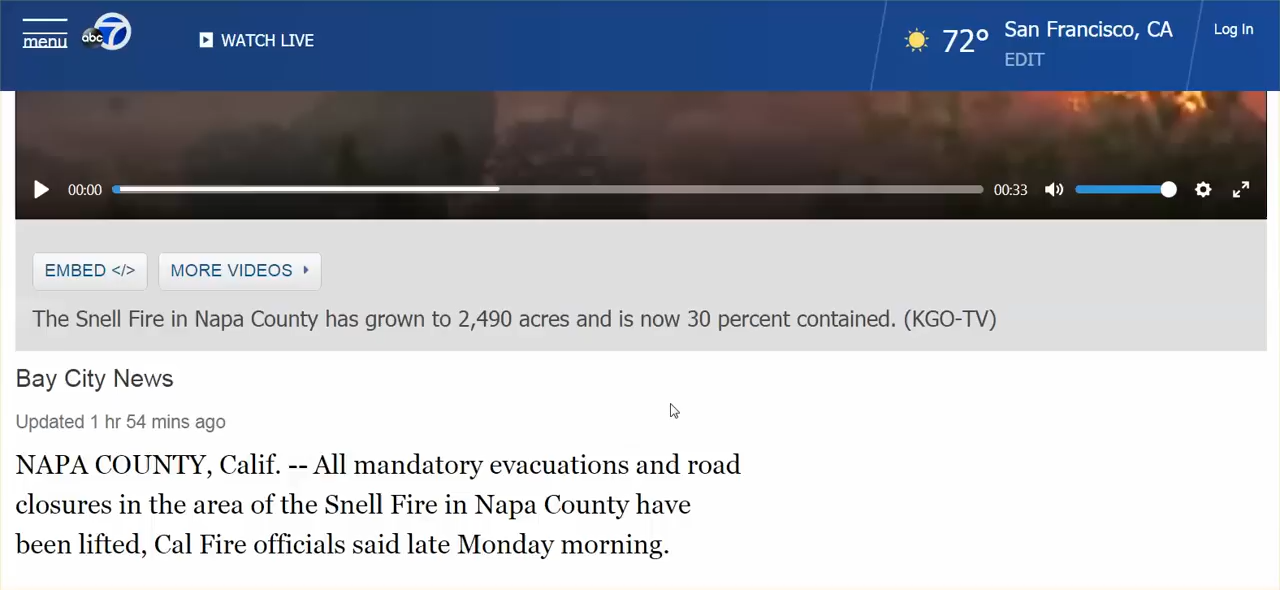 menu
abc 7
WATCH LIVE
72°
San Francisco, CA
EDIT
Log In
00:00
00:33
EMBED </>
MORE VIDEOS
The Snell Fire in Napa County has grown to 2,490 acres and is now 30 percent contained. (KGO-TV)
Bay City News
Updated 1 hr 54 mins ago
NAPA COUNTY, Calif. -- All mandatory evacuations and road
closures in the area of the Snell Fire in Napa County have
been lifted, Cal Fire officials said late Monday morning.